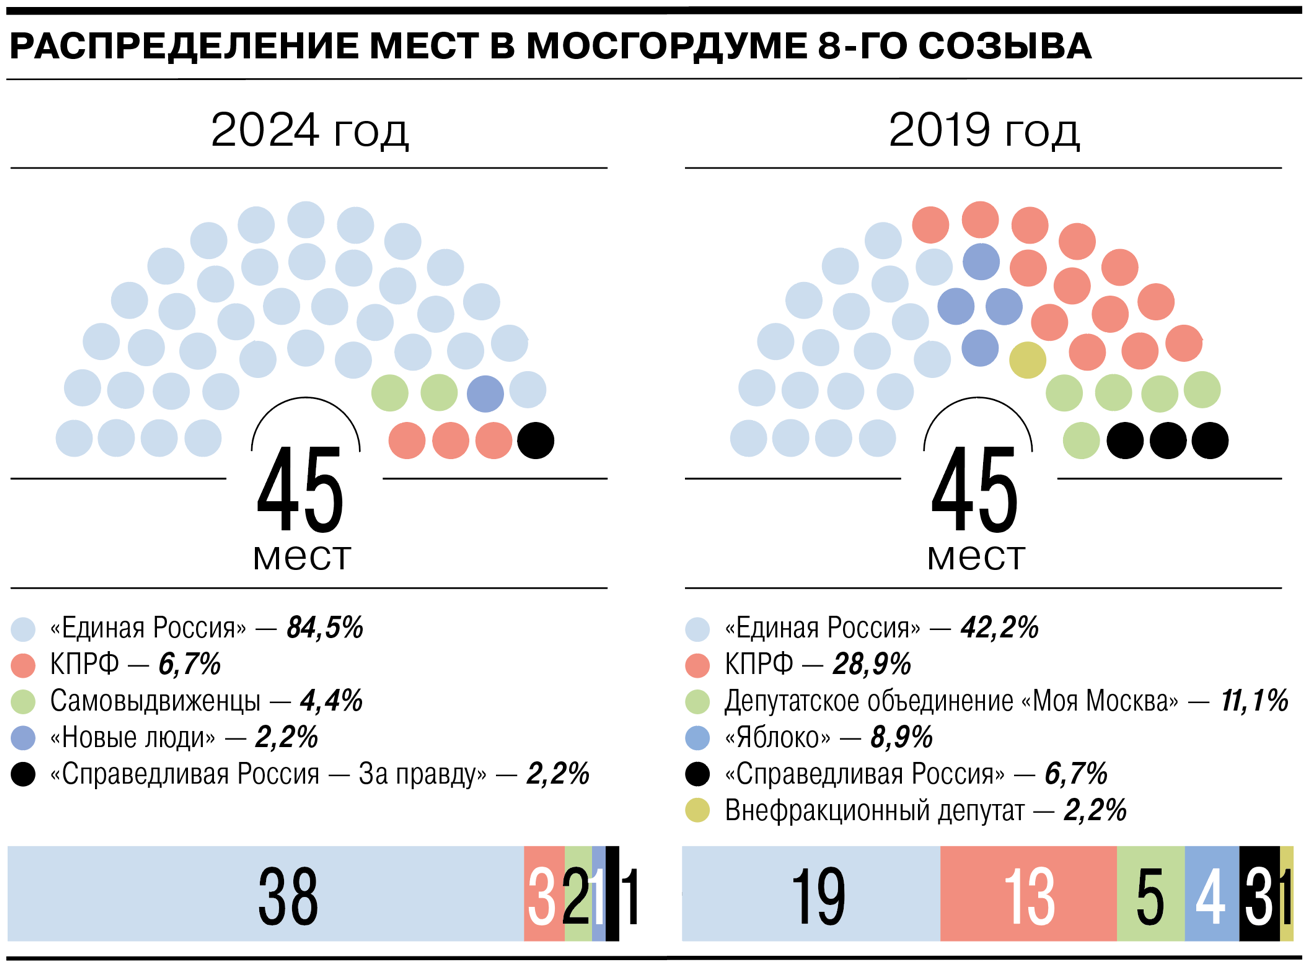 РАСПРЕДЕЛЕНИЕ МЕСТ В МОСГОРДУМЕ 8-ГО СОЗЫВА
2024 год
45
мест
«Единая Россия» — 84,5%
КПРФ — 6,7%
Самовыдвиженцы — 4,4%
«Новые люди» — 2,2%
«Справедливая Россия — За правду» — 2,2%
38
3
2
1
1
2019 год
45
мест
«Единая Россия» — 42,2%
КПРФ — 28,9%
Депутатское объединение «Моя Москва» — 11,1%
«Яблоко» — 8,9%
«Справедливая Россия» — 6,7%
Внефракционный депутат — 2,2%
19
13
5
4
3
1